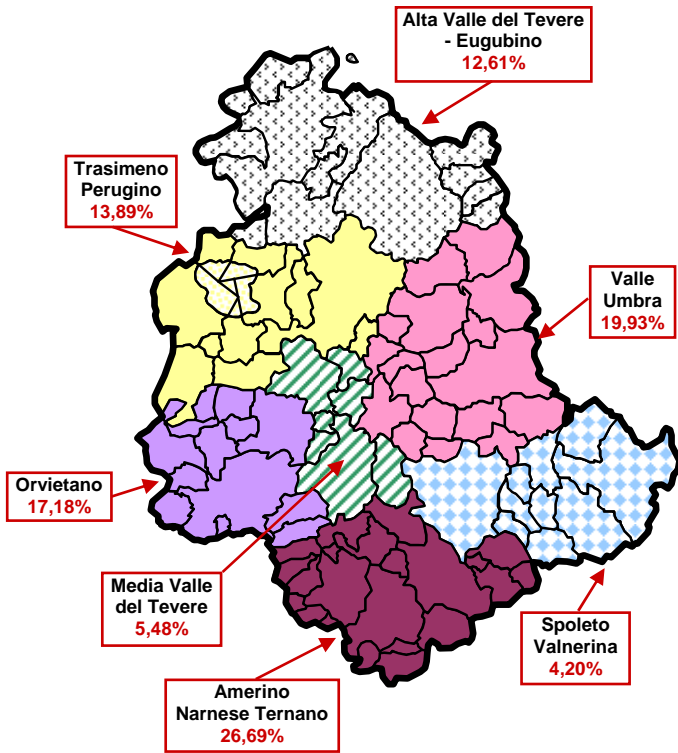 Alta Valle del Tevere
- Eugubino
12,61%
Trasimeno
Perugino
13,89%
Valle
Umbra
19,93%
Orvietano
17,18%
Media Valle
del Tevere
5,48%
Spoleto
Valnerina
4,20%
Amerino
Narnese Ternano
26,69%